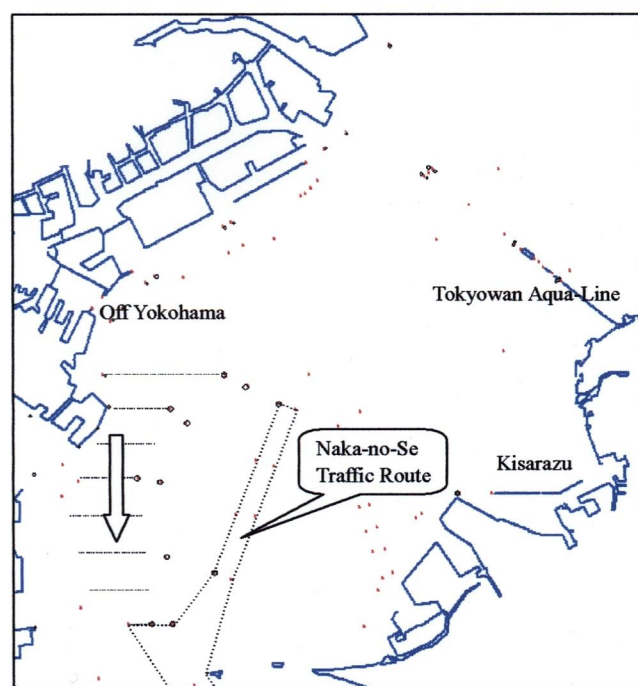 Off Yokohama
Tokyowan Aqua-Line
Naka-no-Se
Traffic Route
Kisarazu